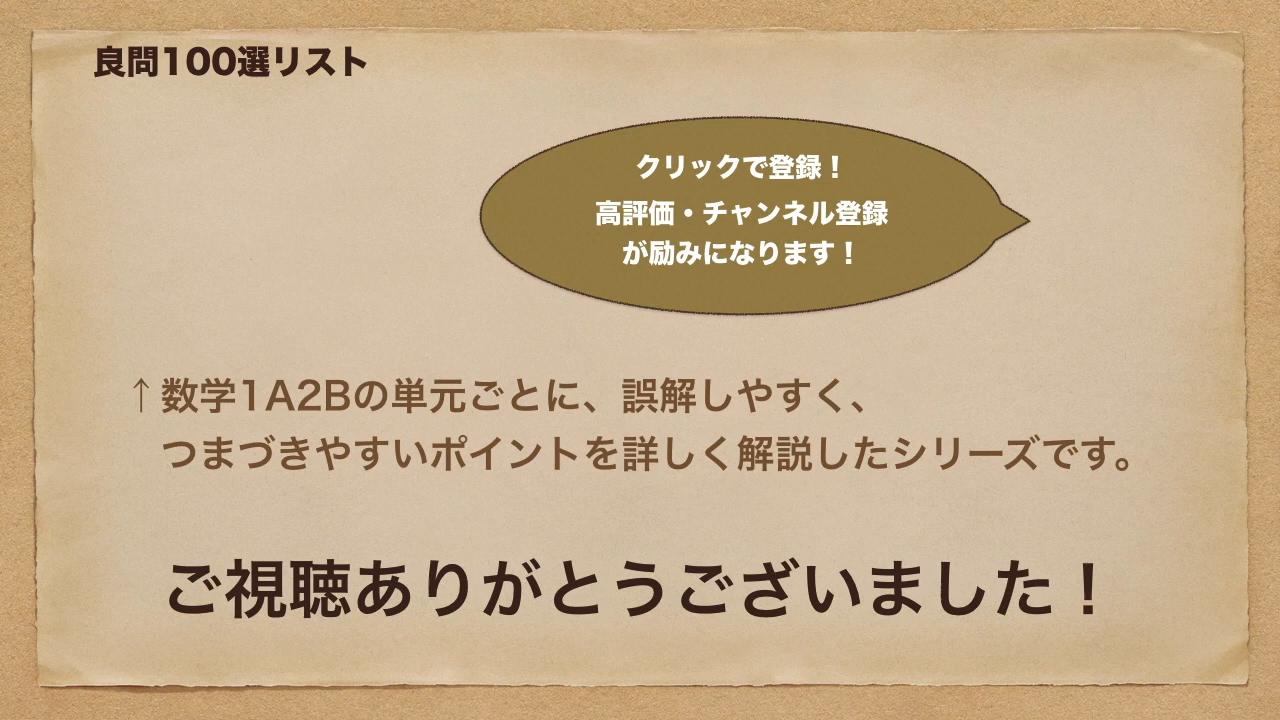 良問100選リスト
クリックで登録！
高評価・チャンネル登録
が励みになります！
↑数学1A2Bの単元ごとに、誤解しやすく、
つまづきやすいポイントを詳しく解説したシリーズです。
ご視聴ありがとうございました！